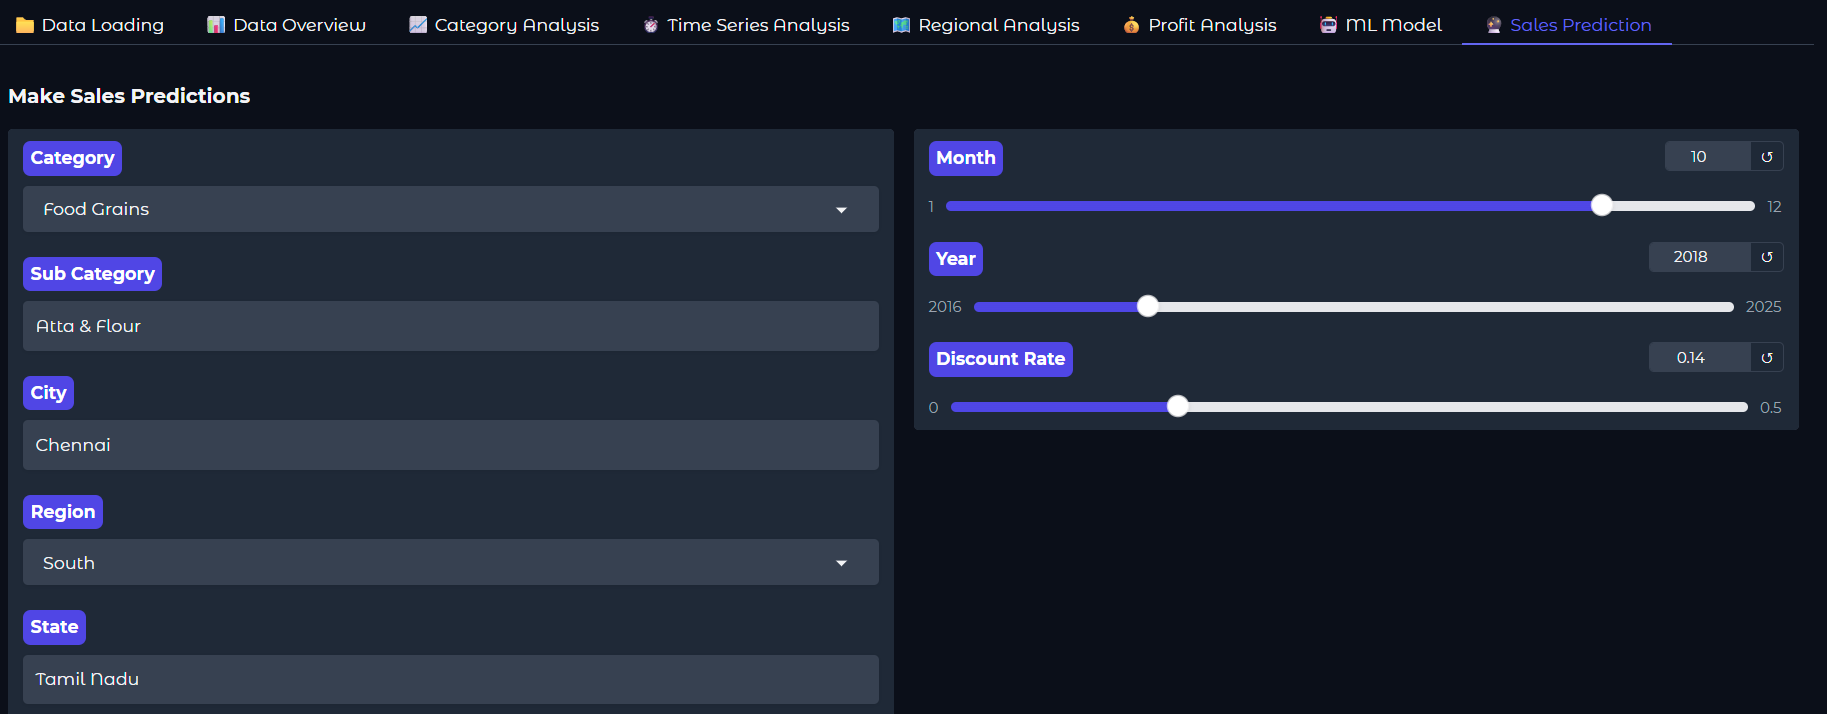 Data Loading Data Overview Category Analysis Time Series Analysis Regional Analysis Profit Analysis ML Model Sales Prediction
Make Sales Predictions
Category
Food Grains
Sub Category
Atta & Flour
City
Chennai
Region
South
State
Tamil Nadu
Month 10 ↺
1 12
Year 2018 ↺
2016 2025
Discount Rate 0.14 ↺
0 0.5